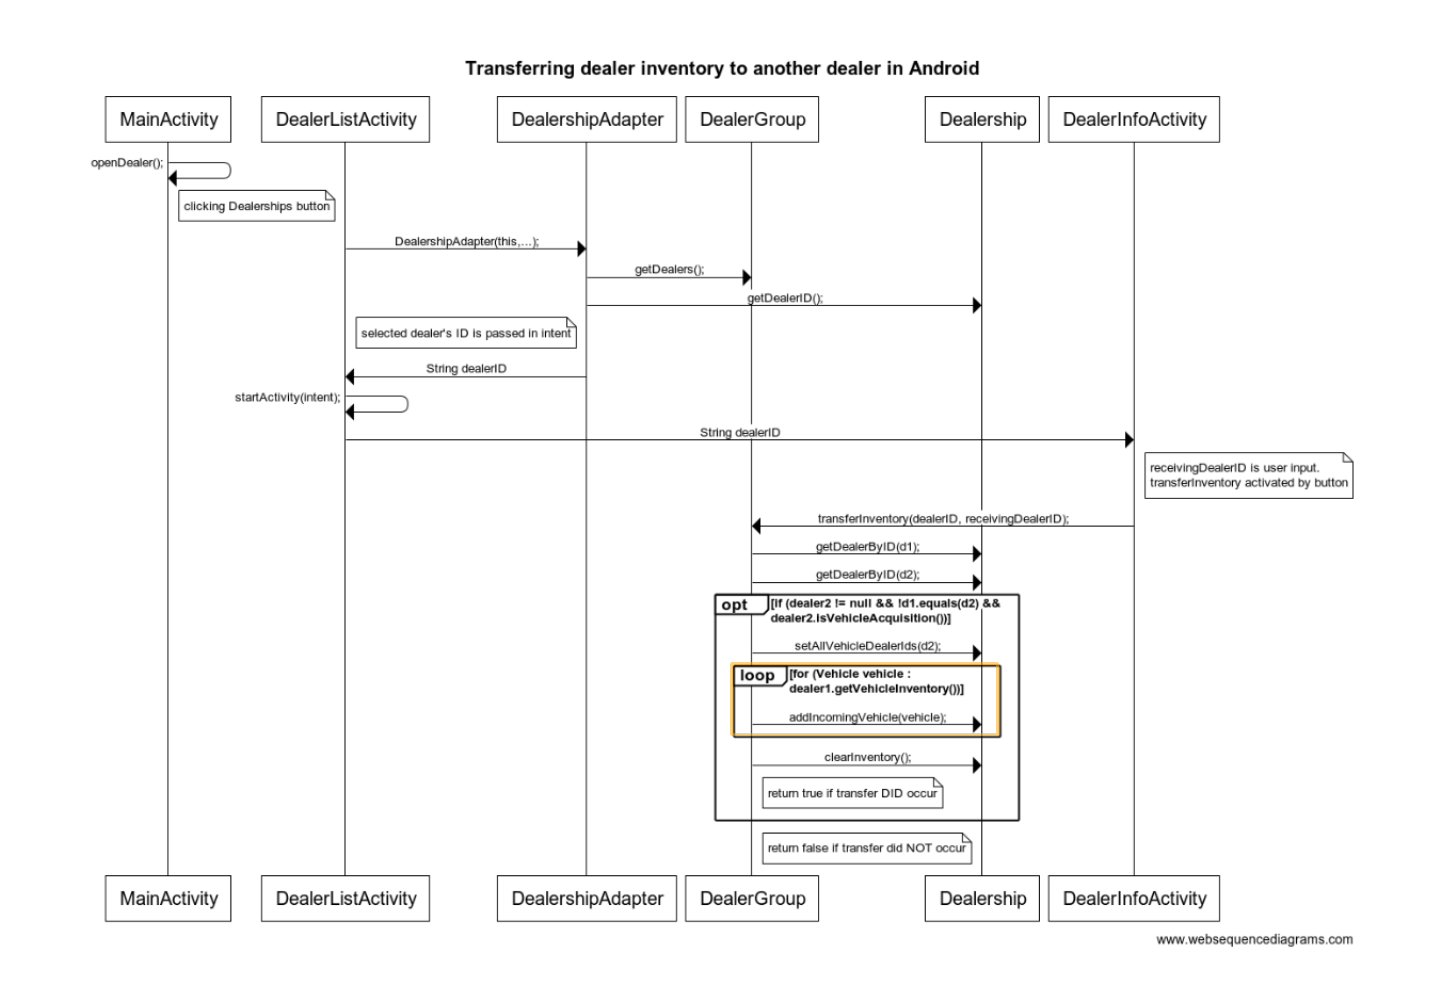 Transferring dealer inventory to another dealer in Android
MainActivity
DealerListActivity
DealershipAdapter
DealerGroup
Dealership
DealerInfoActivity
openDealer();
clicking Dealerships button
DealershipAdapter(this,...);
getDealers();
getDealerID();
selected dealer's ID is passed in intent
String dealerID
startActivity(intent);
String dealerID
receivingDealerID is user input.
transferInventory activated by button
transferInventory(dealerID, receivingDealerID);
getDealerByID(d1);
getDealerByID(d2);
opt
[if (dealer2 != null && !d1.equals(d2) &&
dealer2.isVehicleAcquisition())]
setAllVehicleDealerIds(d2);
loop
[for (Vehicle vehicle :
dealer1.getVehicleInventory())]
addIncomingVehicle(vehicle);
clearInventory();
return true if transfer DID occur
return false if transfer did NOT occur
MainActivity
DealerListActivity
DealershipAdapter
DealerGroup
Dealership
DealerInfoActivity
www.websequencediagrams.com